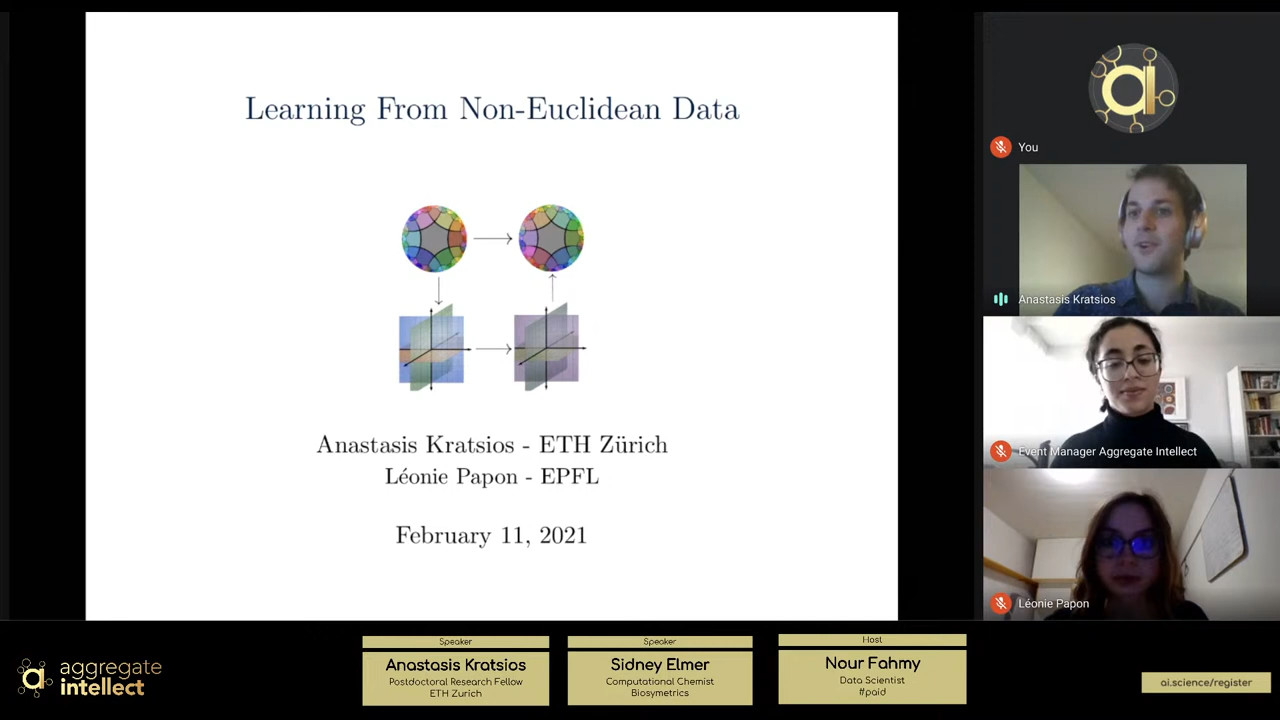 Learning From Non-Euclidean Data
Anastasis Kratsios - ETH Zürich
Léonie Papon - EPFL
February 11, 2021
You
Anastasis Kratsios
Event Manager Aggregate Intellect
Léonie Papon
aggregate
intellect
Speaker
Anastasis Kratsios
Postdoctoral Research Fellow
ETH Zurich
Speaker
Sidney Elmer
Computational Chemist
Biosymetrics
Host
Nour Fahmy
Data Scientist
#paid
ai.science/register